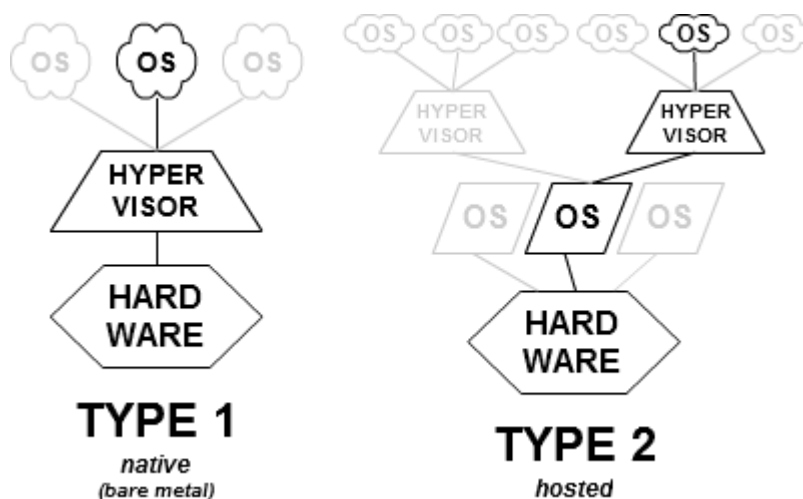 OS OS OS
HYPER
VISOR
HARD
WARE
TYPE 1
native
(bare metal)
OS OS OS OS OS OS
HYPER
VISOR
HYPER
VISOR
OS OS OS
HARD
WARE
TYPE 2
hosted